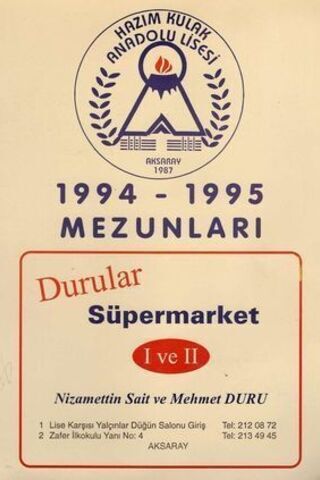 HAZIM KULAK
ANADOLU LİSESİ
AKSARAY
1987
1994 - 1995
MEZUNLARI
Durular
Süpermarket
I ve II
Nizamettin Sait ve Mehmet DURU
1 Lise Karşısı Yalçınlar Düğün Salonu Giriş Tel: 212 08 72
2 Zafer İlkokulu Yanı No: 4 Tel: 213 49 45
AKSARAY